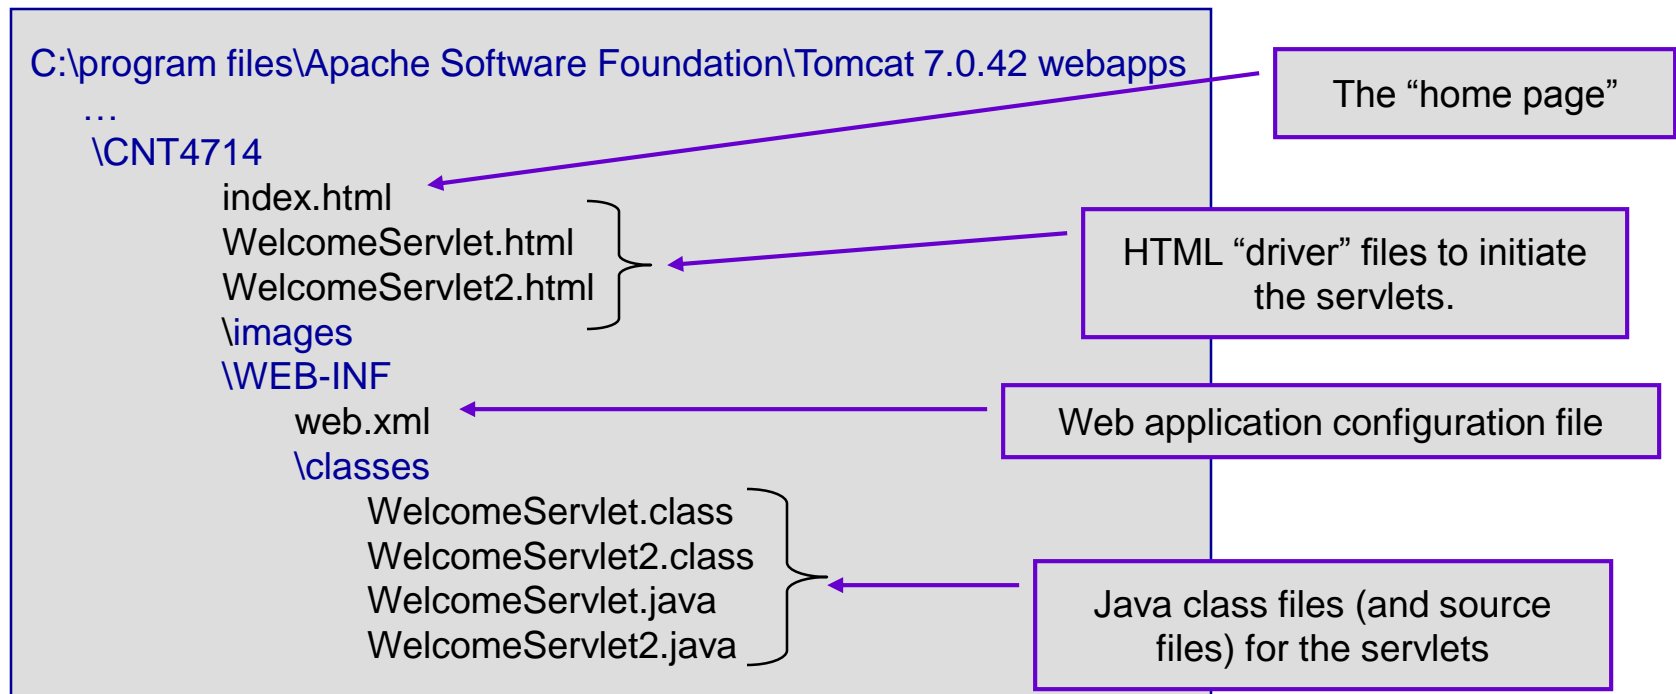 C:\program files\Apache Software Foundation\Tomcat 7.0.42 webapps
…
\CNT4714
index.html
WelcomeServlet.html
WelcomeServlet2.html
\images
\WEB-INF
web.xml
\classes
WelcomeServlet.class
WelcomeServlet2.class
WelcomeServlet.java
WelcomeServlet2.java
The “home page”
HTML “driver” files to initiate
the servlets.
Web application configuration file
Java class files (and source
files) for the servlets